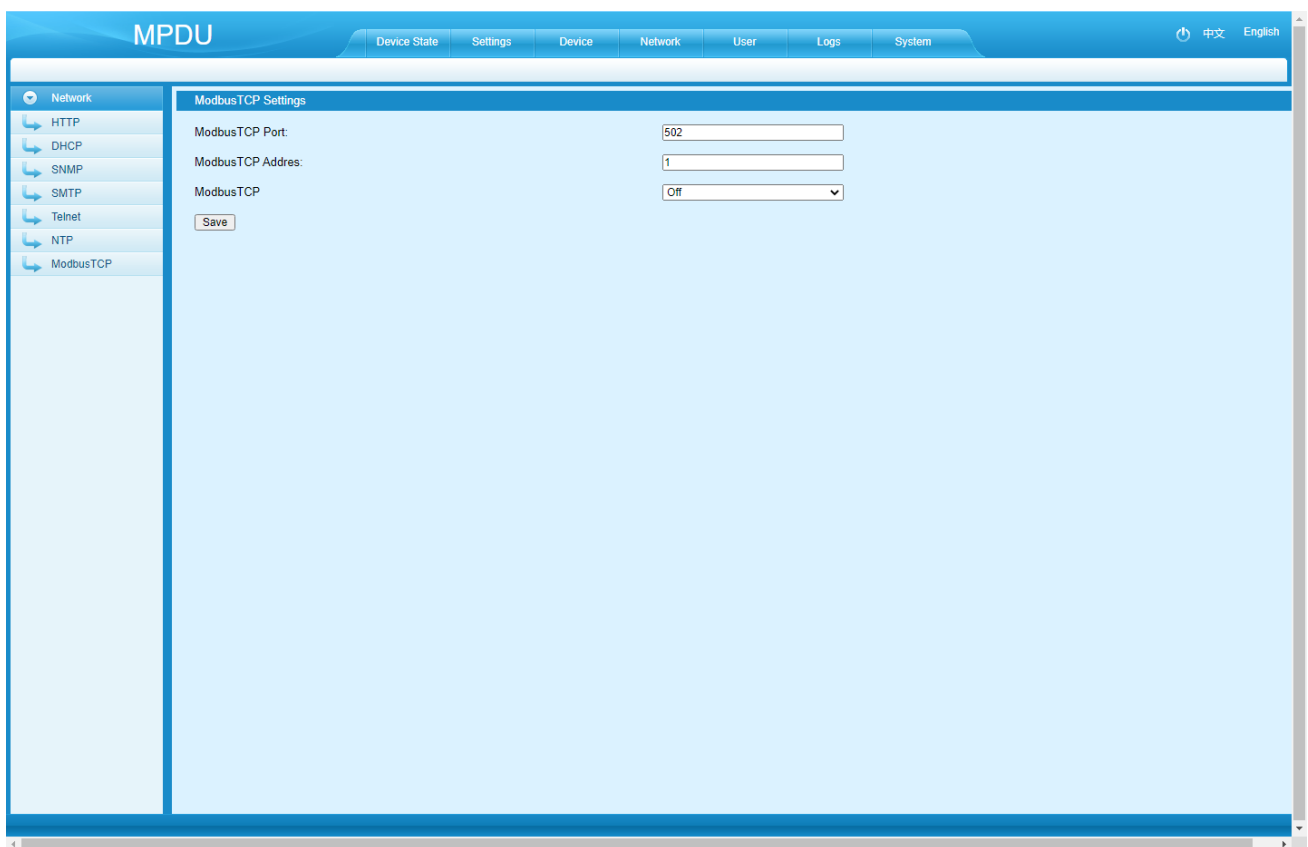 MPDU
Device State Settings Device Network User Logs System
中文 English
Network
HTTP
DHCP
SNMP
SMTP
Telnet
NTP
ModbusTCP
ModbusTCP Settings
ModbusTCP Port: 502
ModbusTCP Addres: 1
ModbusTCP Off
Save